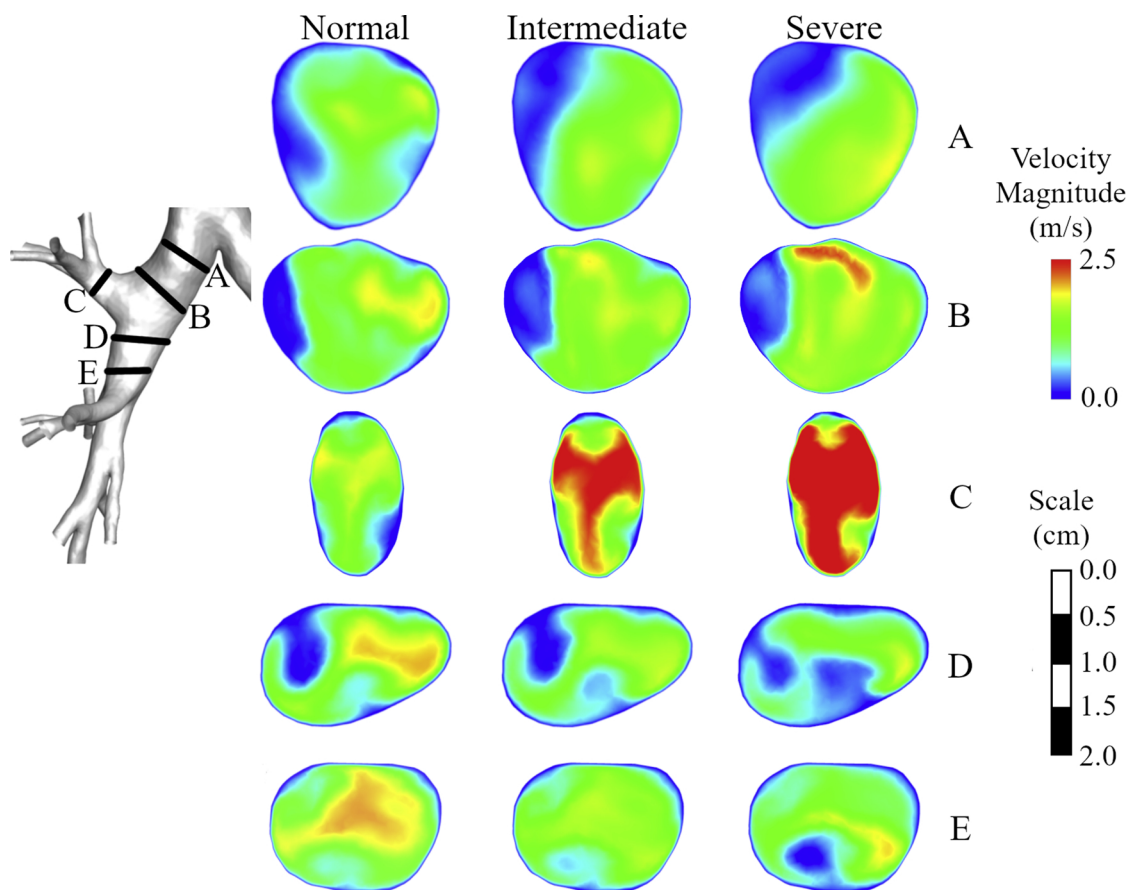 Normal Intermediate Severe
A
Velocity
Magnitude
(m/s)
2.5
0.0
A
C
B
D
E
B
C
Scale
(cm)
0.0
0.5
1.0
1.5
2.0
D
E